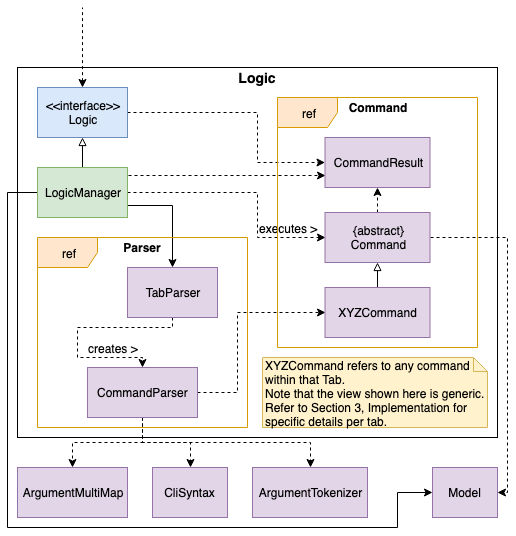 Logic
<<interface>>
Logic
ref
Command
CommandResult
LogicManager
executes >
{abstract}
Command
ref
Parser
TabParser
XYZCommand
creates >
CommandParser
XYZCommand refers to any command
within that Tab.
Note that the view shown here is generic.
Refer to Section 3, Implementation for
specific details per tab.
ArgumentMultiMap
CliSyntax
ArgumentTokenizer
Model